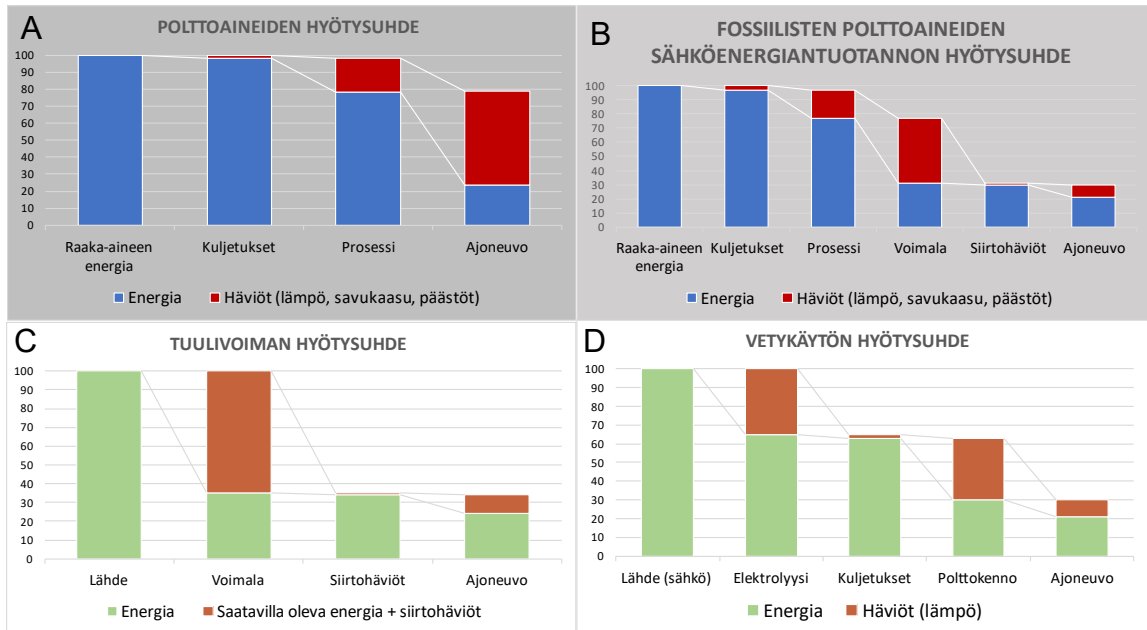 A
POLTTOAINEIDEN HYÖTYSUHDE
100
90
80
70
60
50
40
30
20
10
0
Raaka-aineen
energia
Kuljetukset
Prosessi
Ajoneuvo
Energia
Häviöt (lämpö, savukaasu, päästöt)
B
FOSSIILISTEN POLTTOAINEIDEN
SÄHKÖENERGIANTUOTANNON HYÖTYSUHDE
100
90
80
70
60
50
40
30
20
10
0
Raaka-aineen
energia
Kuljetukset
Prosessi
Voimala
Siirtohäviöt
Ajoneuvo
Energia
Häviöt (lämpö, savukaasu, päästöt)
C
TUULIVOIMAN HYÖTYSUHDE
100
90
80
70
60
50
40
30
20
10
0
Lähde
Voimala
Siirtohäviöt
Ajoneuvo
Energia
Saatavilla oleva energia + siirtohäviöt
D
VETYKÄYTÖN HYÖTYSUHDE
100
90
80
70
60
50
40
30
20
10
0
Lähde (sähkö)
Elektrolyysi
Kuljetukset
Polttokenno
Ajoneuvo
Energia
Häviöt (lämpö)